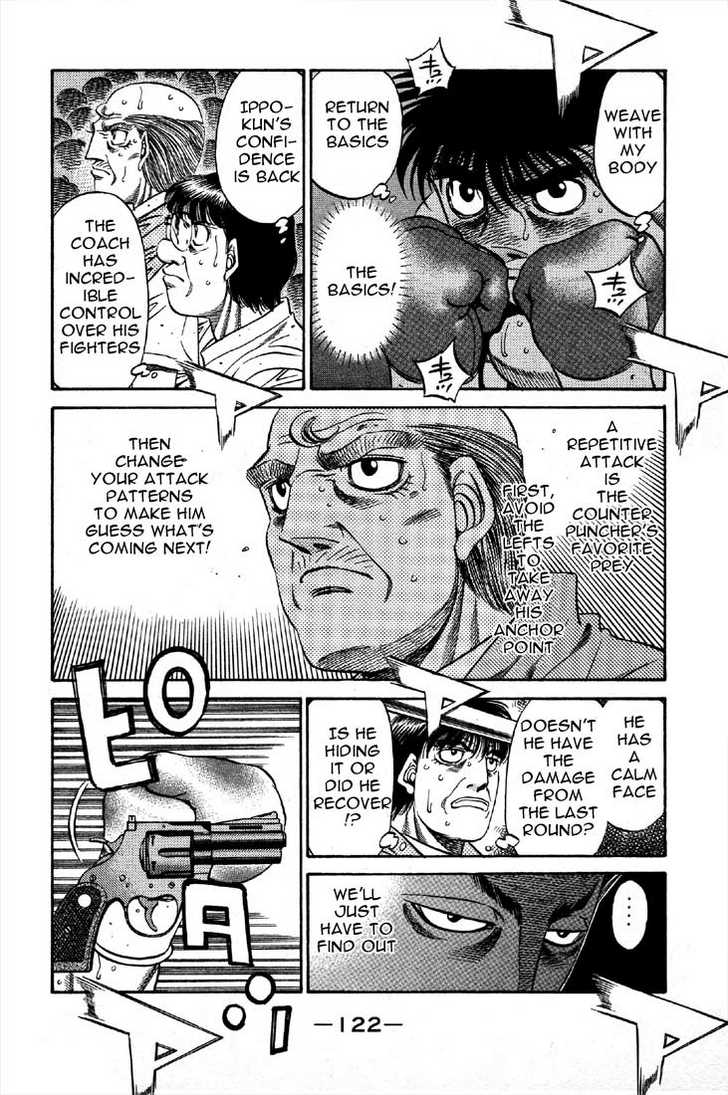 WEAVE
WITH
MY
BODY
RETURN
TO THE
BASICS
THE
BASICS!
IPPO-
KUN'S
CONFI-
DENCE
IS BACK
THE
COACH
HAS
INCRED-
IBLE
CONTROL
OVER HIS
FIGHTERS
A
REPETITIVE
ATTACK
IS
THE
COUNTER
PUNCHER'S
FAVORITE
PREY
FIRST,
AVOID
THE
LEFTS
TO
TAKE
AWAY
HIS
ANCHOR
POINT
THEN
CHANGE
YOUR ATTACK
PATTERNS
TO MAKE HIM
GUESS WHAT'S
COMING NEXT!
HE
HAS
A
CALM
FACE
DOESN'T
HE HAVE
THE
DAMAGE
FROM
THE LAST
ROUND?
IS HE
HIDING
IT OR
DID HE
RECOVER
!?
....
WE'LL
JUST
HAVE TO
FIND OUT
—122—